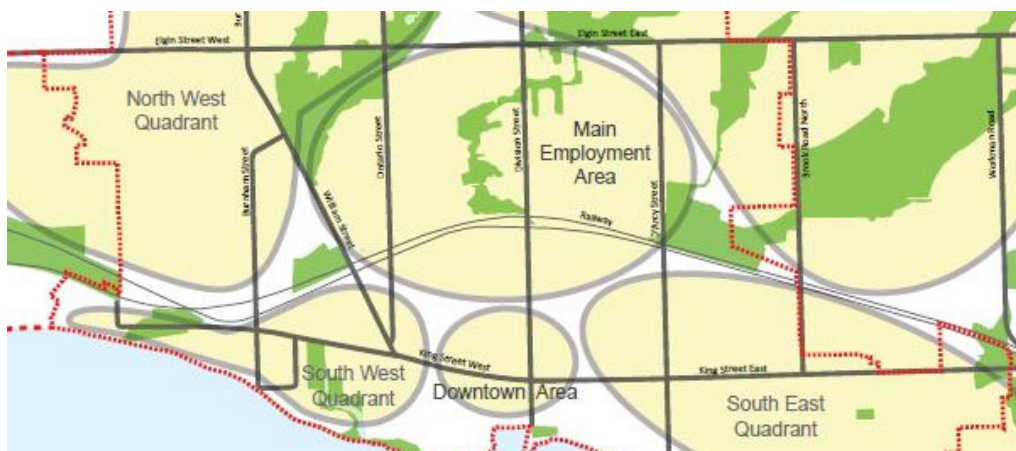 Elgin Street West
Elgin Street East
North West
Quadrant
Main
Employment
Area
Burnham Street
William Street
Ontario Street
Division Street
D'Arcy Street
Brook Road North
Workman Road
Railway
King Street West
King Street East
South West
Quadrant
Downtown Area
South East
Quadrant